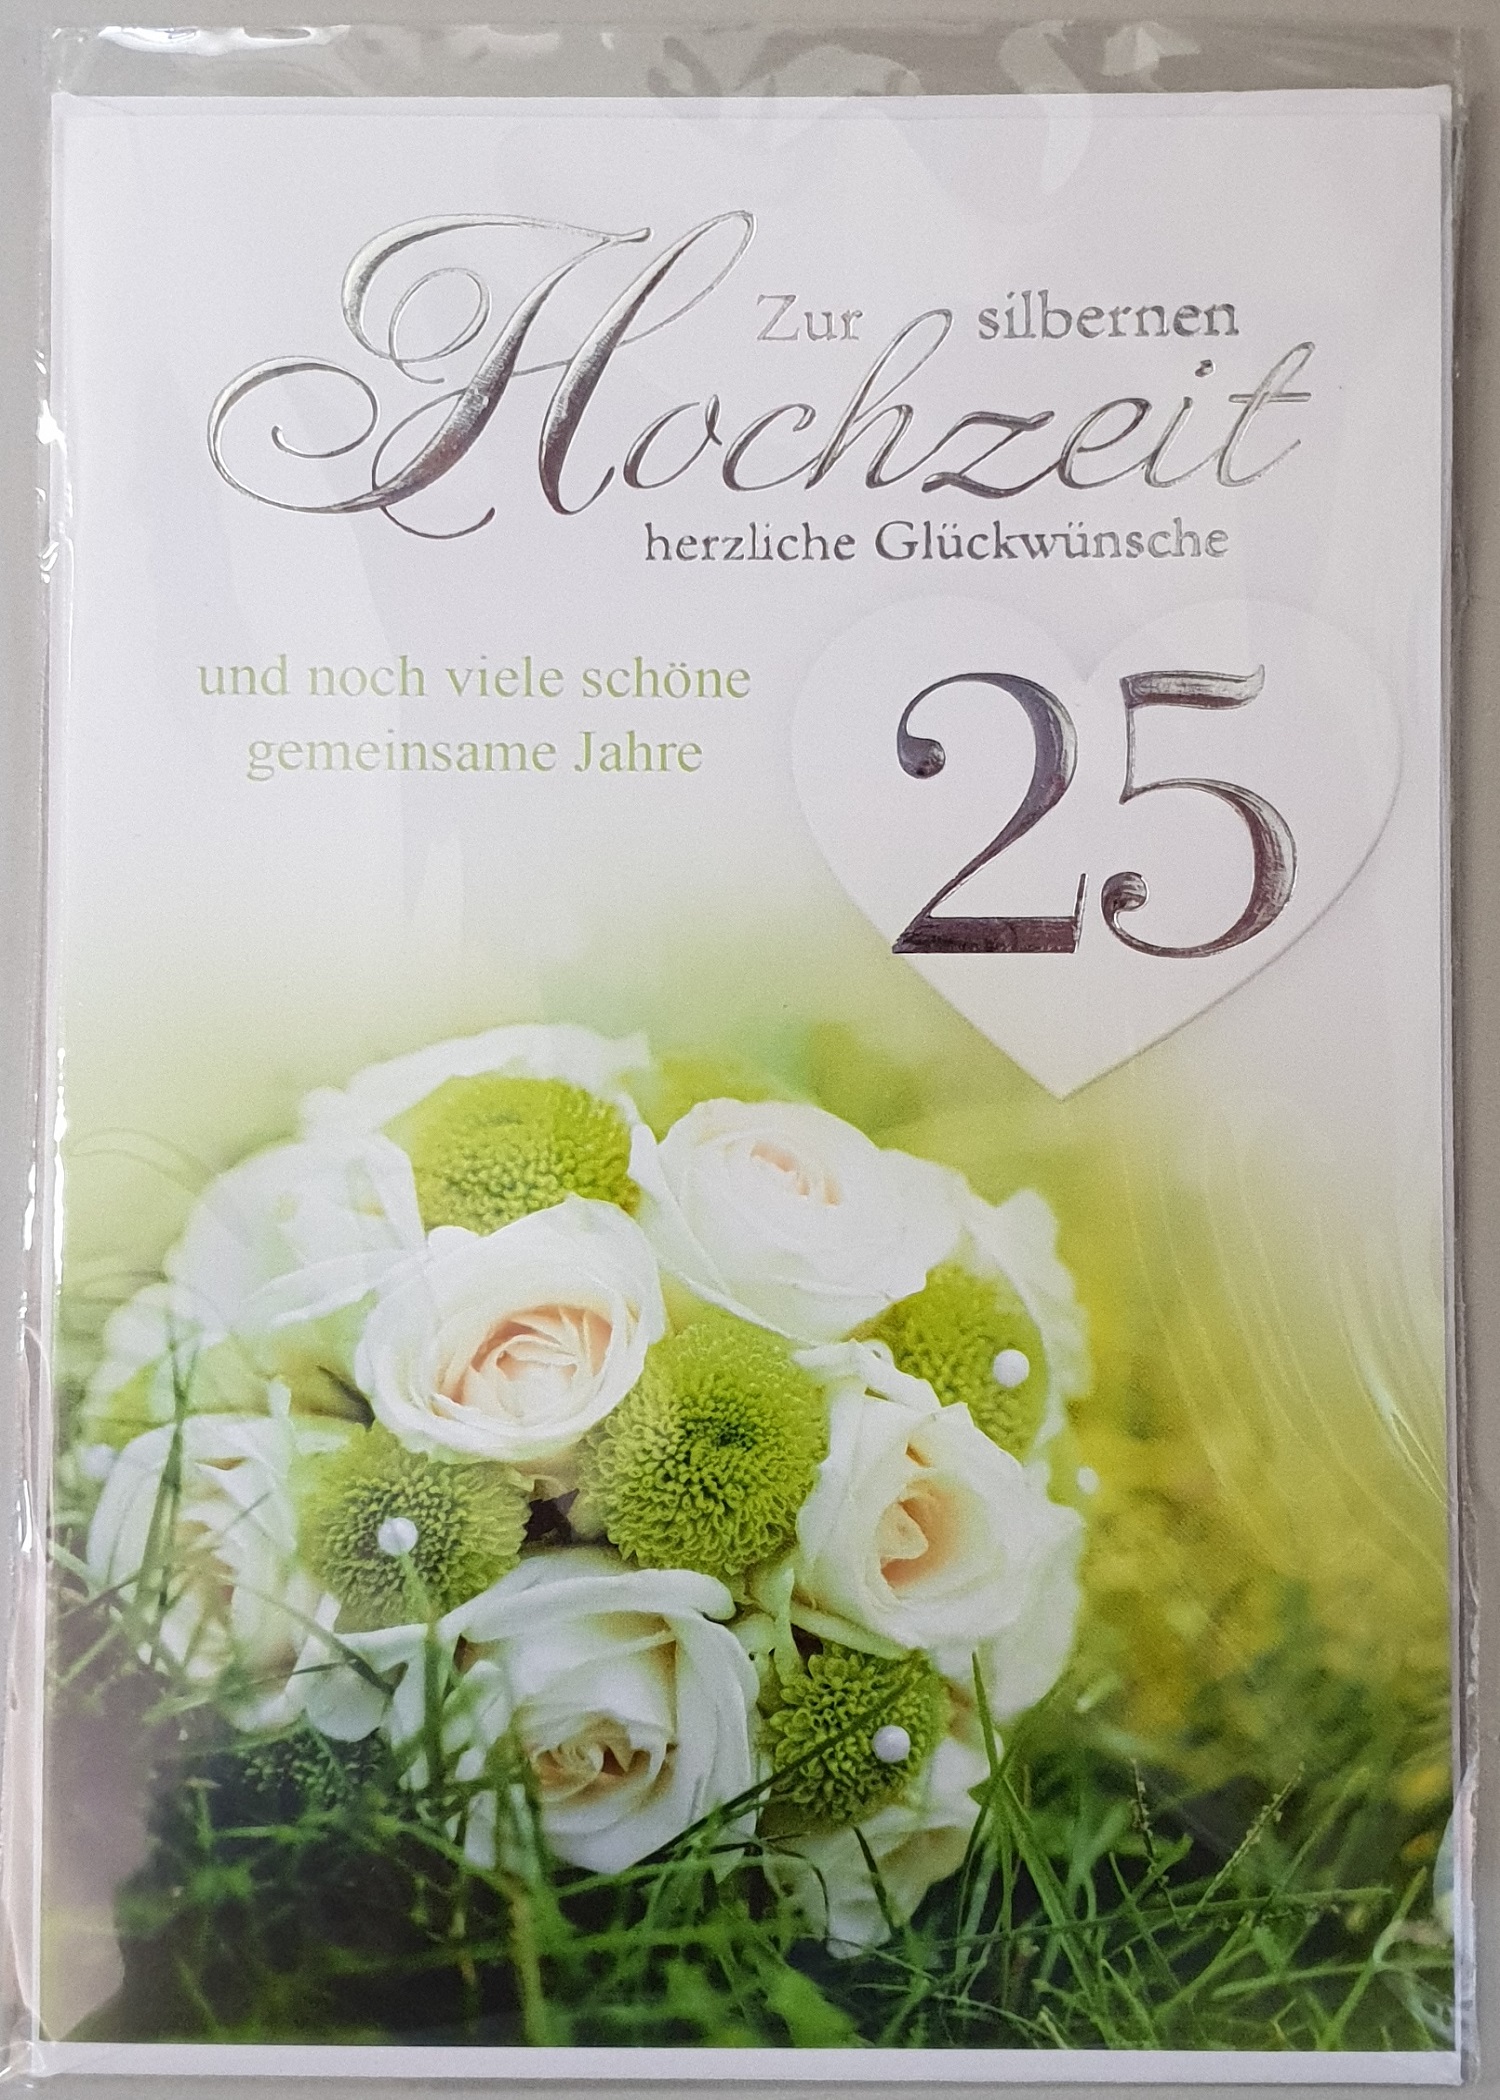 Zur silbernen
Hochzeit
herzliche Glückwünsche
und noch viele schöne
gemeinsame Jahre
25